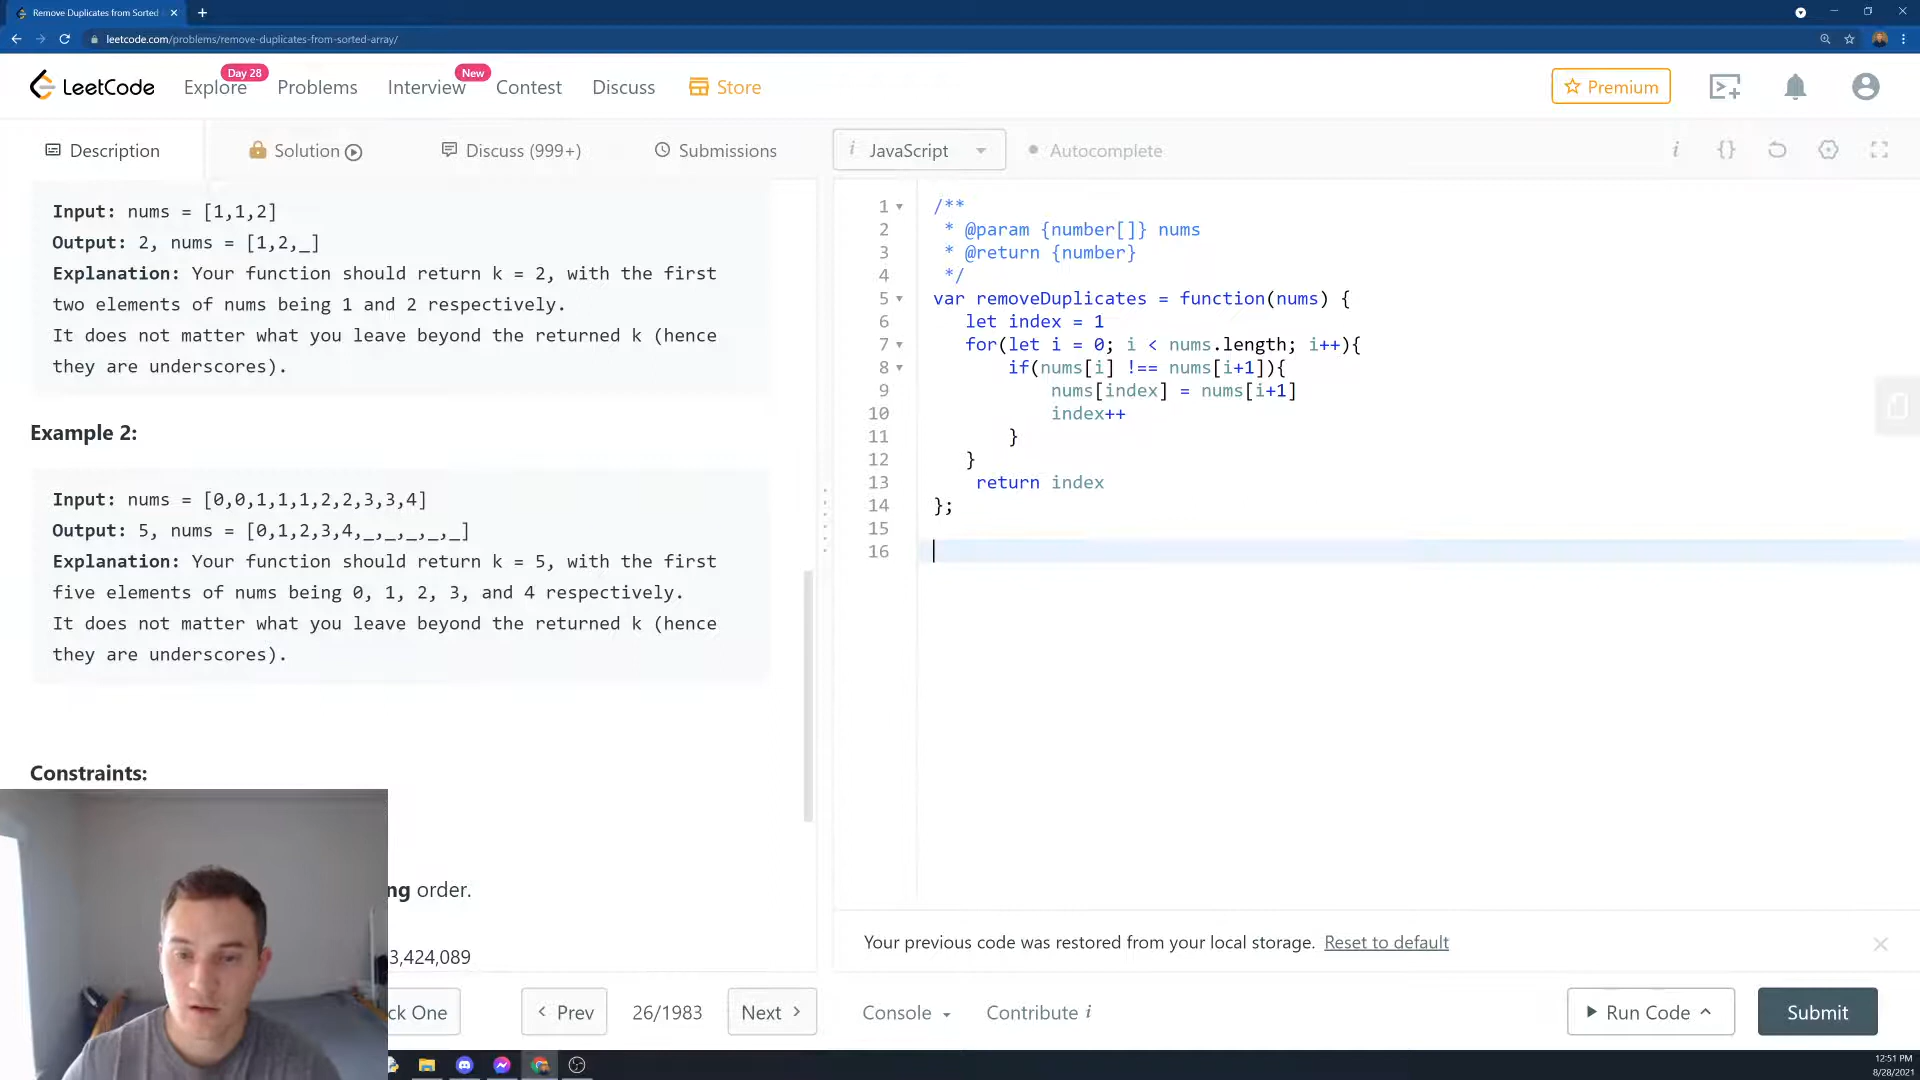 Remove Duplicates from Sorted
leetcode.com/problems/remove-duplicates-from-sorted-array/
LeetCode
Explore
Day 28
Problems
Interview
New
Contest
Discuss
Store
Premium
Description
Solution
Discuss (999+)
Submissions
i JavaScript
Autocomplete
i
{}
Input: nums = [1,1,2]
Output: 2, nums = [1,2,_]
Explanation: Your function should return k = 2, with the first
two elements of nums being 1 and 2 respectively.
It does not matter what you leave beyond the returned k (hence
they are underscores).
Example 2:
Input: nums = [0,0,1,1,1,2,2,3,3,4]
Output: 5, nums = [0,1,2,3,4,_,_,_,_,_]
Explanation: Your function should return k = 5, with the first
five elements of nums being 0, 1, 2, 3, and 4 respectively.
It does not matter what you leave beyond the returned k (hence
they are underscores).
Constraints:
ng order.
3,424,089
ck One
Prev
26/1983
Next
1 /**
2 * @param {number[]} nums
3 * @return {number}
4 */
5 var removeDuplicates = function(nums) {
6 let index = 1
7 for(let i = 0; i < nums.length; i++){
8 if(nums[i] !== nums[i+1]){
9 nums[index] = nums[i+1]
10 index++
11 }
12 }
13 return index
14 };
15
16
Your previous code was restored from your local storage. Reset to default
Console
Contribute i
Run Code
Submit
12:51 PM
8/28/2021